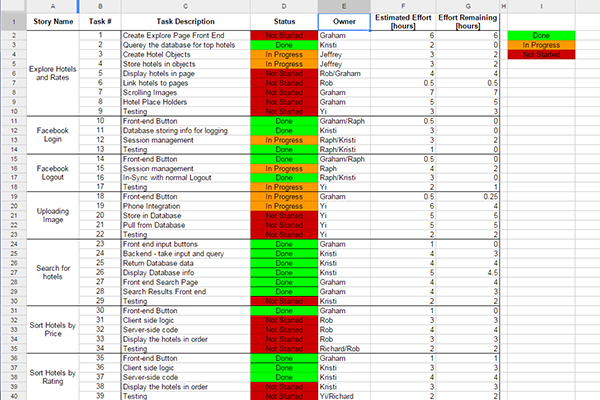 A B C D E F G H I
1 Story Name Task # Task Description Status Owner Estimated Effort [hours] Effort Remaining [hours]
2 1 Create Explore Page Front End Not Started Graham 6 6 Done
3 2 Querey the database for top hotels Done Kristi 2 0 In Progress
4 3 Create Hotel Objects In Progress Jeffrey 3 2 Not Started
5 Explore Hotels and Rates 4 Store hotels in objects In Progress Jeffrey 3 2
6 5 Display hotels in page Not Started Rob/Graham 4 4
7 6 Link hotels to pages Not Started Rob 0.5 0.5
8 7 Scrolling Images Not Started Graham 7 7
9 8 Hotel Place Holders Not Started Graham 5 5
10 9 Testing Not Started Yi 3 3
11 10 Front-end Button Done Graham/Raph 0.5 0
12 Facebook Login 11 Database storing info for logging Done Kristi 3 0
13 12 Session management In Progress Raph/Kristi 3 2
14 13 Testing Done Raph/Kristi 1 0
15 14 Front-end Button Done Graham/Raph 0.5 0
16 Facebook Logout 15 Session management In Progress Raph 4 2
17 16 In-Sync with normal Logout Done Raph/Kristi 3 0
18 17 Testing In Progress Yi 2 1
19 18 Front-end Button In Progress Graham 0.5 0.25
20 19 Phone Integration In Progress Yi 6 4
21 Uploading Image 20 Store in Database Not Started Yi 5 5
22 21 Pull from Database Not Started Yi 5 5
23 22 Testing Not Started Yi 2 2
24 23 Front end input buttons Done Graham 1 0
25 24 Backend - take input and query Done Kristi 4 3
26 25 Return Database data Done Kristi 4 4
27 Search for hotels 26 Display Database info Done Kristi 5 4.5
28 27 Front end Search Page Done Graham 4 4
29 28 Search Results Front end Done Graham 4 3
30 29 Testing Not Started Kristi 2 2
31 30 Front-end Button Done Graham 1 0
32 Sort Hotels by Price 31 Client side logic Not Started Rob 3 3
33 32 Server-side code Not Started Rob 4 4
34 33 Display the hotels in order Not Started Rob 3 3
35 34 Testing Not Started Richard/Rob 2 2
36 35 Front-end Button Done Graham 1 1
37 Sort Hotels by Rating 36 Client side logic Done Kristi 3 3
38 37 Server-side code Done Kristi 4 2
39 38 Display the hotels in order Not Started Kristi 3 3
40 39 Testing Not Started Yi/Richard 2 2